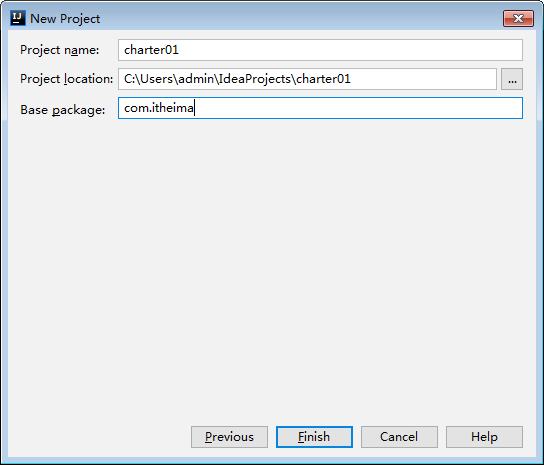 IJ New Project
Project name: charter01
Project location: C:\Users\admin\IdeaProjects\charter01 ...
Base package: com.itheima
Previous Finish Cancel Help